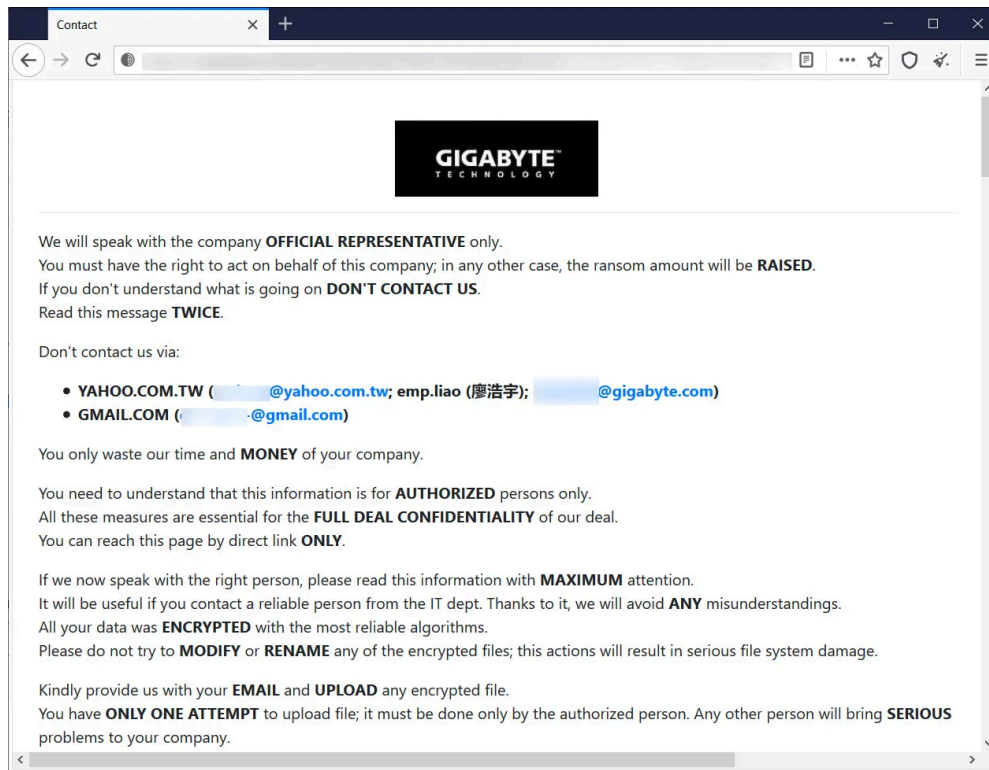 Contact
GIGABYTE™
TECHNOLOGY
We will speak with the company OFFICIAL REPRESENTATIVE only.
You must have the right to act on behalf of this company; in any other case, the ransom amount will be RAISED.
If you don't understand what is going on DON'T CONTACT US.
Read this message TWICE.
Don't contact us via:
• YAHOO.COM.TW ( @yahoo.com.tw; emp.liao (廖浩宇); @gigabyte.com)
• GMAIL.COM ( @gmail.com)
You only waste our time and MONEY of your company.
You need to understand that this information is for AUTHORIZED persons only.
All these measures are essential for the FULL DEAL CONFIDENTIALITY of our deal.
You can reach this page by direct link ONLY.
If we now speak with the right person, please read this information with MAXIMUM attention.
It will be useful if you contact a reliable person from the IT dept. Thanks to it, we will avoid ANY misunderstandings.
All your data was ENCRYPTED with the most reliable algorithms.
Please do not try to MODIFY or RENAME any of the encrypted files; this actions will result in serious file system damage.
Kindly provide us with your EMAIL and UPLOAD any encrypted file.
You have ONLY ONE ATTEMPT to upload file; it must be done only by the authorized person. Any other person will bring SERIOUS
problems to your company.